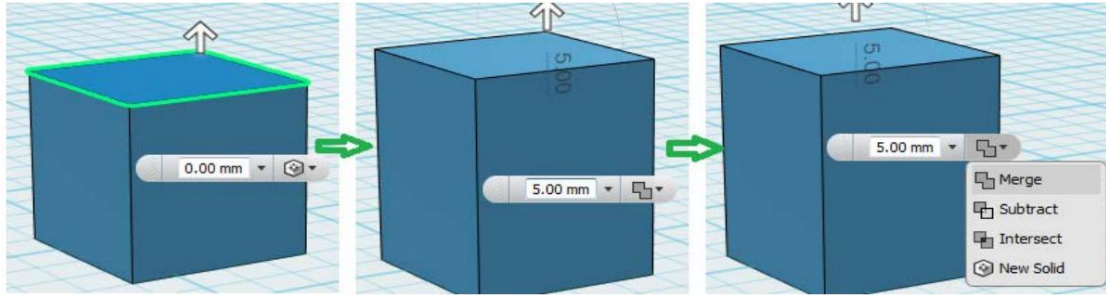 0.00 mm
5.00
5.00 mm
5.00
5.00 mm
Merge
Subtract
Intersect
New Solid